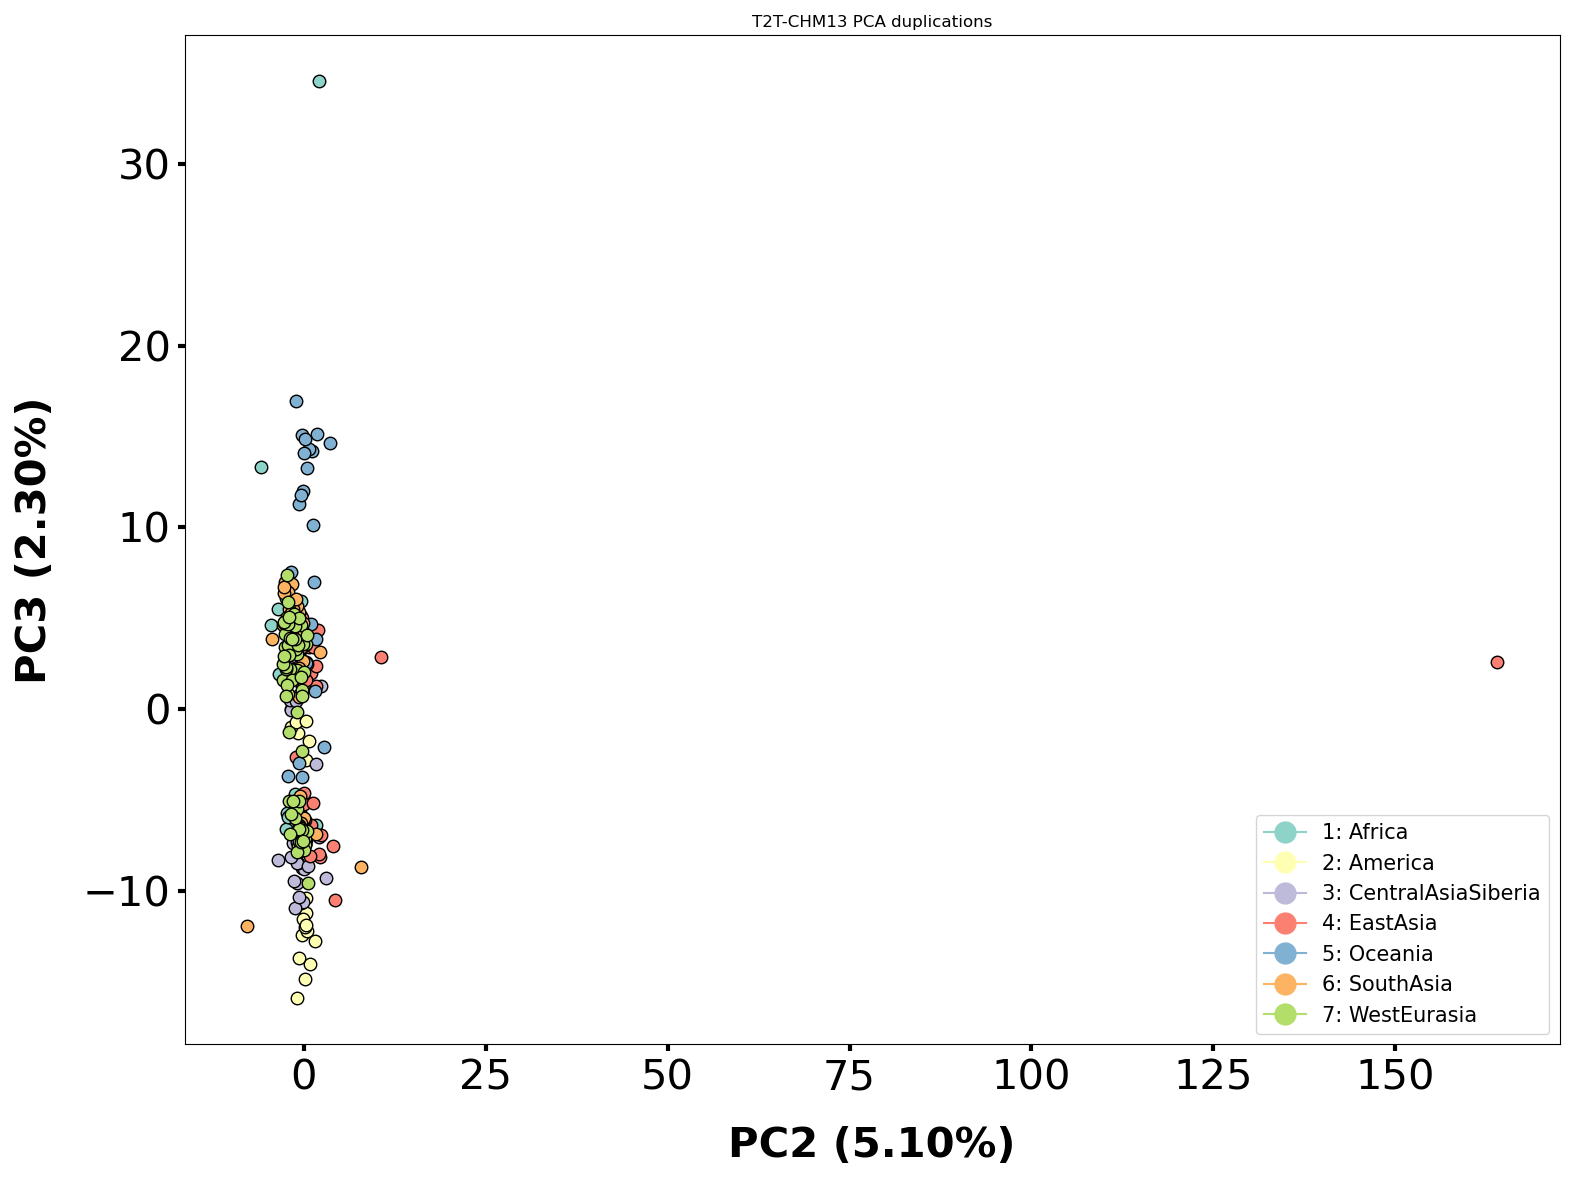 T2T-CHM13 PCA duplications
PC3 (2.30%)
30
20
10
0
−10
0 25 50 75 100 125 150
PC2 (5.10%)
1: Africa
2: America
3: CentralAsiaSiberia
4: EastAsia
5: Oceania
6: SouthAsia
7: WestEurasia